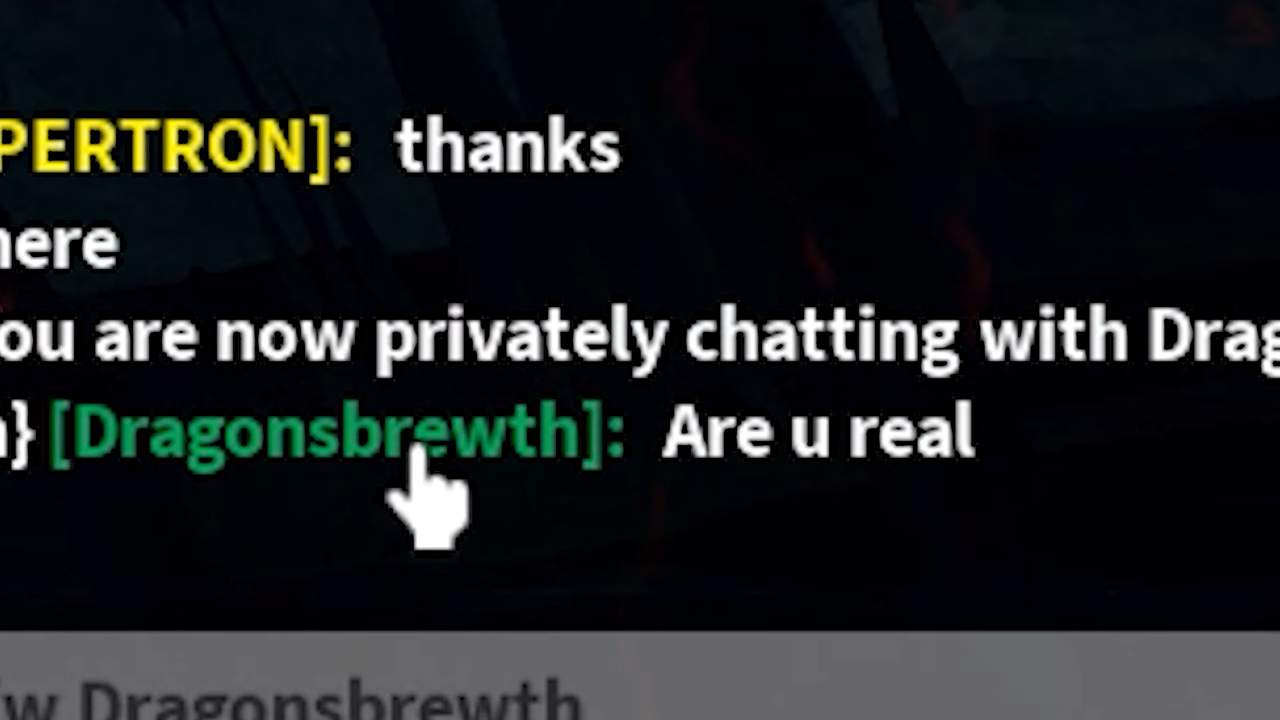 PERTRON]: thanks
here
ou are now privately chatting with Drag
} [Dragonsbrewth]: Are u real
/w Dragonsbrewth